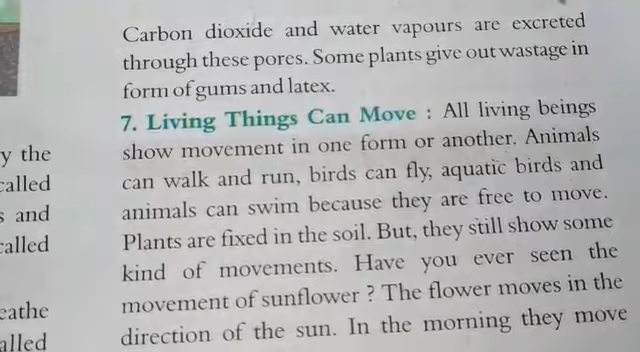 Carbon dioxide and water vapours are excreted
through these pores. Some plants give out wastage in
form of gums and latex.
7. Living Things Can Move : All living beings
show movement in one form or another. Animals
can walk and run, birds can fly, aquatic birds and
animals can swim because they are free to move.
Plants are fixed in the soil. But, they still show some
kind of movements. Have you ever seen the
movement of sunflower ? The flower moves in the
direction of the sun. In the morning they move
y the
called
s and
called
eathe
alled